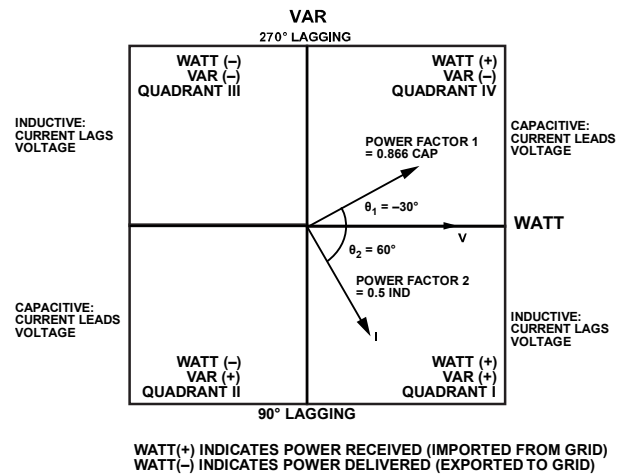 VAR
270° LAGGING
WATT (–)
VAR (–)
QUADRANT III
WATT (+)
VAR (–)
QUADRANT IV
INDUCTIVE:
CURRENT LAGS
VOLTAGE
CAPACITIVE:
CURRENT LEADS
VOLTAGE
POWER FACTOR 1
= 0.866 CAP
θ1 = –30°
WATT
V
θ2 = 60°
POWER FACTOR 2
= 0.5 IND
I
CAPACITIVE:
CURRENT LEADS
VOLTAGE
INDUCTIVE:
CURRENT LAGS
VOLTAGE
WATT (–)
VAR (+)
QUADRANT II
WATT (+)
VAR (+)
QUADRANT I
90° LAGGING
WATT(+) INDICATES POWER RECEIVED (IMPORTED FROM GRID)
WATT(–) INDICATES POWER DELIVERED (EXPORTED TO GRID)